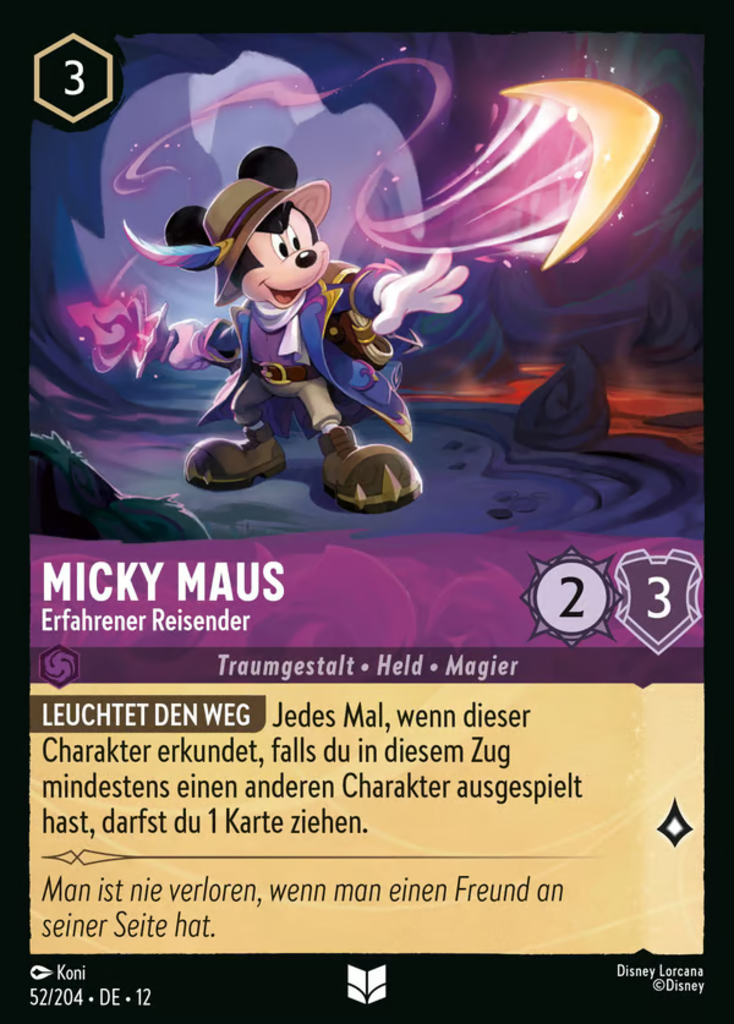 3
MICKY MAUS
Erfahrener Reisender
2
3
Traumgestalt • Held • Magier
LEUCHTET DEN WEG Jedes Mal, wenn dieser
Charakter erkundet, falls du in diesem Zug
mindestens einen anderen Charakter ausgespielt
hast, darfst du 1 Karte ziehen.
Man ist nie verloren, wenn man einen Freund an
seiner Seite hat.
Koni
52/204 • DE • 12
Disney Lorcana
©Disney